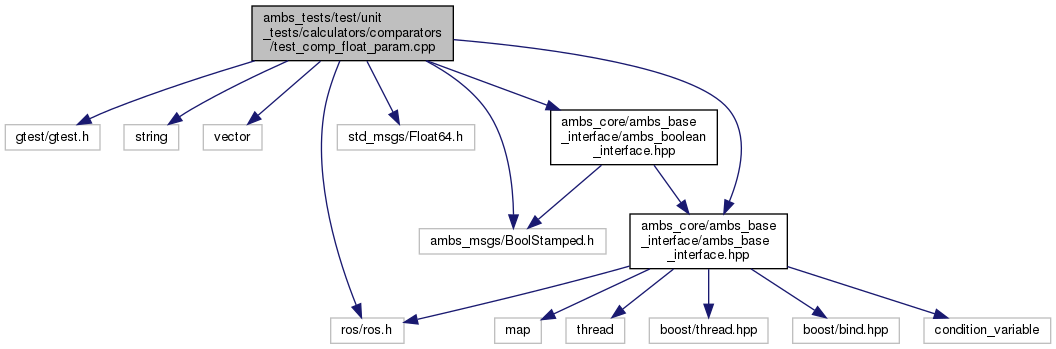 ambs_tests/test/unit
_tests/calculators/comparators
/test_comp_float_param.cpp
gtest/gtest.h
string
vector
std_msgs/Float64.h
ambs_core/ambs_base
_interface/ambs_boolean
_interface.hpp
ambs_msgs/BoolStamped.h
ambs_core/ambs_base
_interface/ambs_base
_interface.hpp
ros/ros.h
map
thread
boost/thread.hpp
boost/bind.hpp
condition_variable